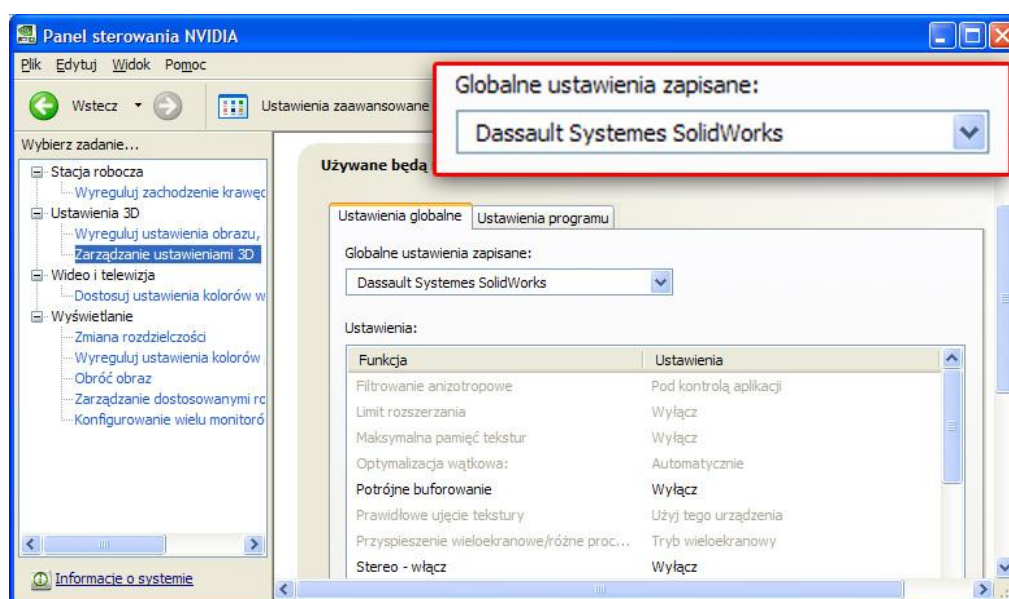 Panel sterowania NVIDIA
Plik Edytuj Widok Pomoc
Wstecz
Ustawienia zaawansowane
Globalne ustawienia zapisane:
Dassault Systemes SolidWorks
Wybierz zadanie...
Stacja robocza
Wyreguluj zachodzenie krawęd
Ustawienia 3D
Wyreguluj ustawienia obrazu,
Zarządzanie ustawieniami 3D
Wideo i telewizja
Dostosuj ustawienia kolorów w
Wyświetlanie
Zmiana rozdzielczości
Wyreguluj ustawienia kolorów
Obróć obraz
Zarządzanie dostosowanymi ro
Konfigurowanie wielu monitoró
Informacje o systemie
Używane będą
Ustawienia globalne Ustawienia programu
Globalne ustawienia zapisane:
Dassault Systemes SolidWorks
Ustawienia:
Funkcja Ustawienia
Filtrowanie anizotropowe Pod kontrolą aplikacji
Limit rozszerzania Wyłącz
Maksymalna pamięć tekstur Wyłącz
Optymalizacja wątkowa: Automatycznie
Potrójne buforowanie Wyłącz
Prawidłowe ujęcie tekstury Użyj tego urządzenia
Przyspieszenie wieloekranowe/różne proc... Tryb wieloekranowy
Stereo - włącz Wyłącz